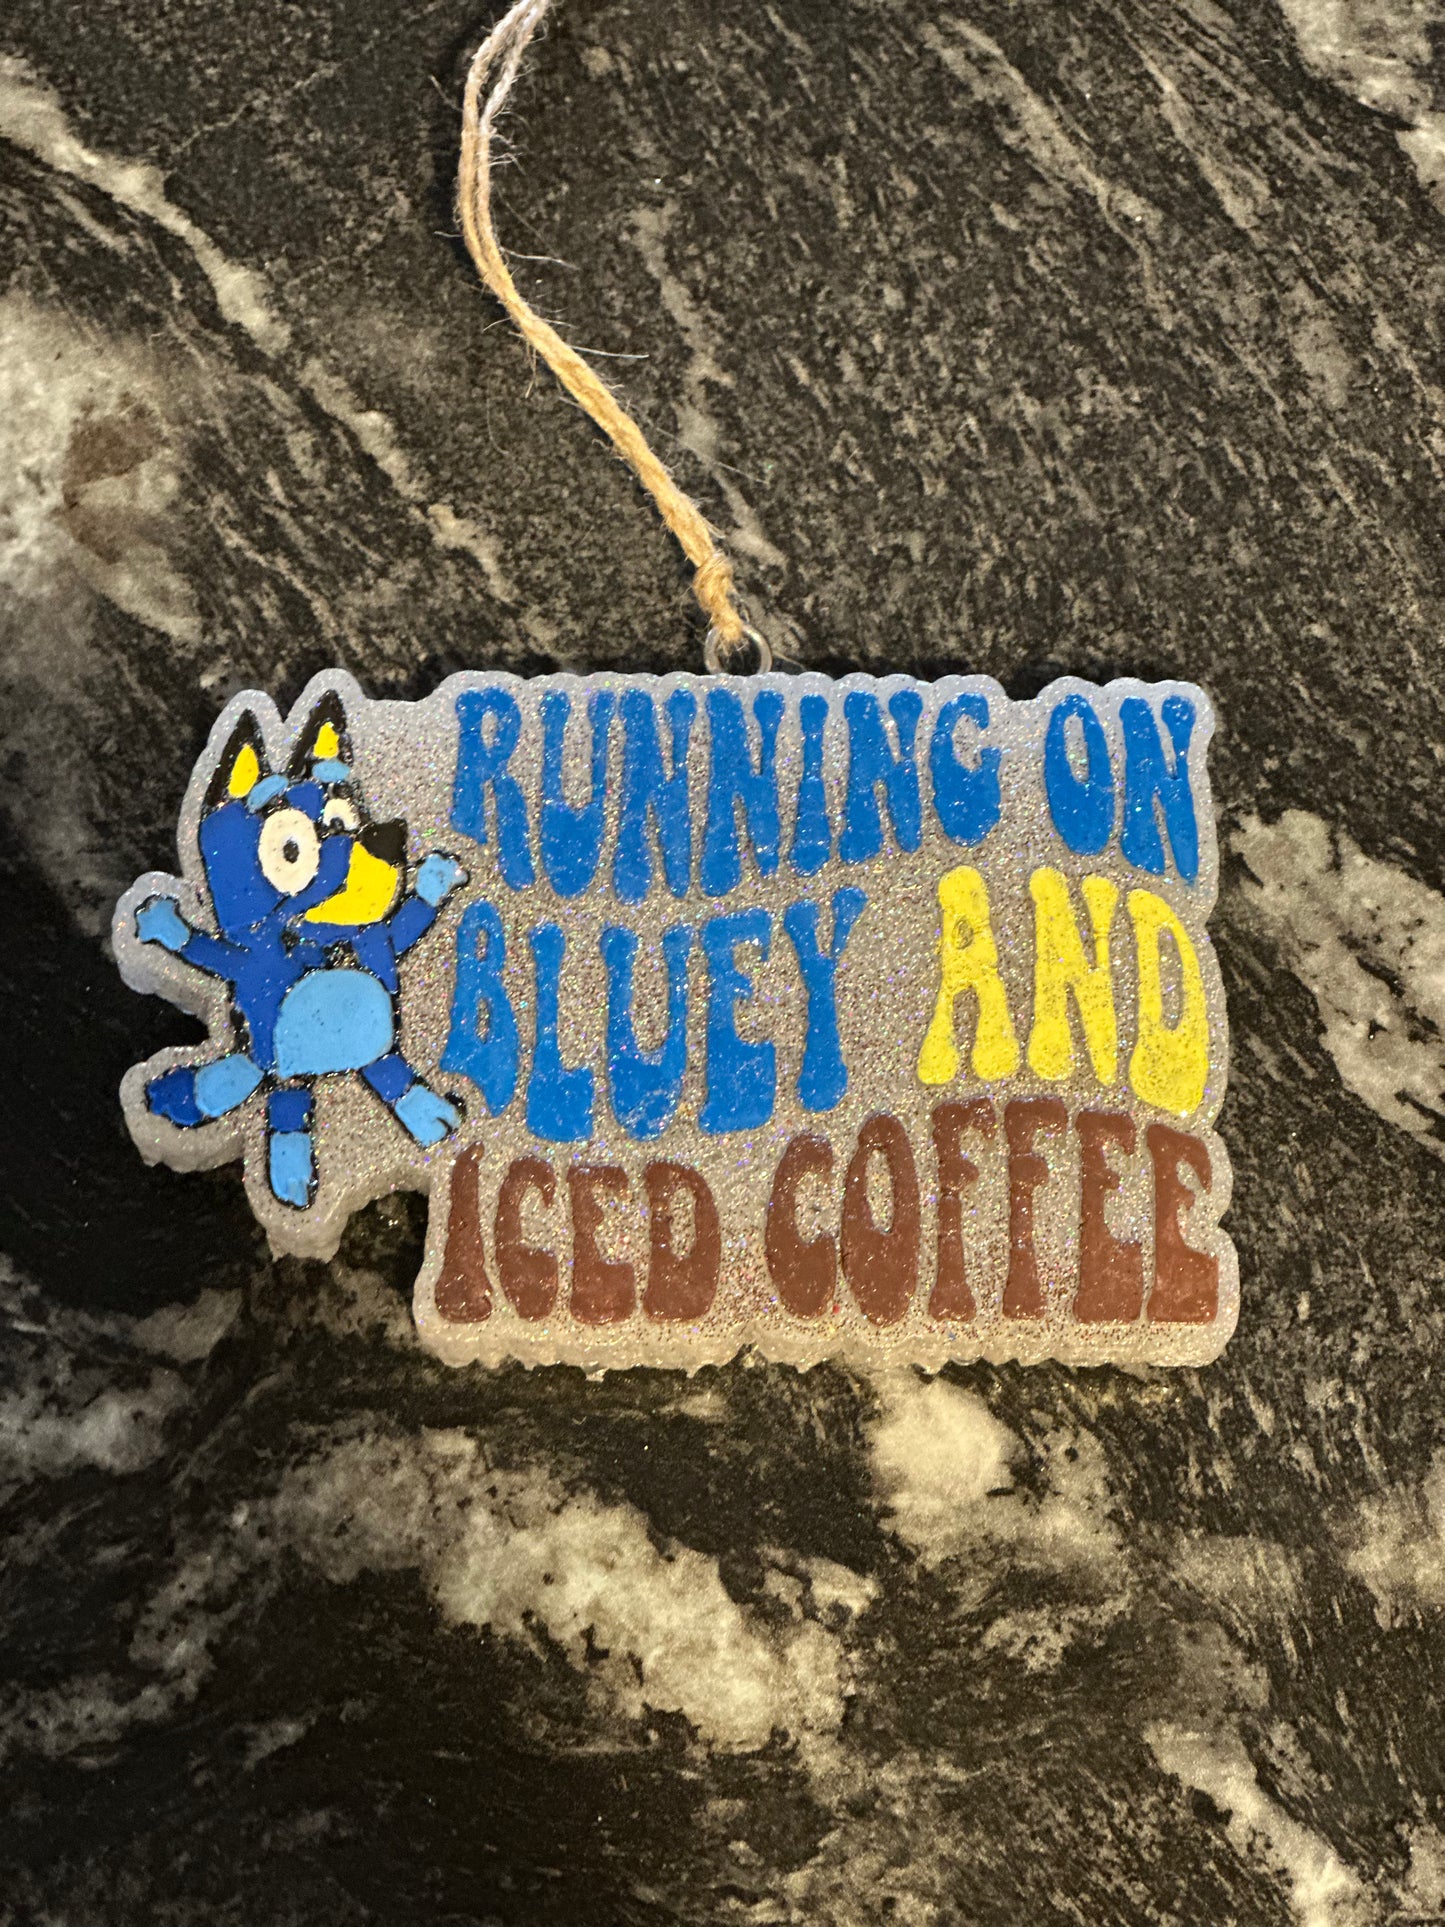 RUNNING ON
BLUEY AND
ICED COFFEE